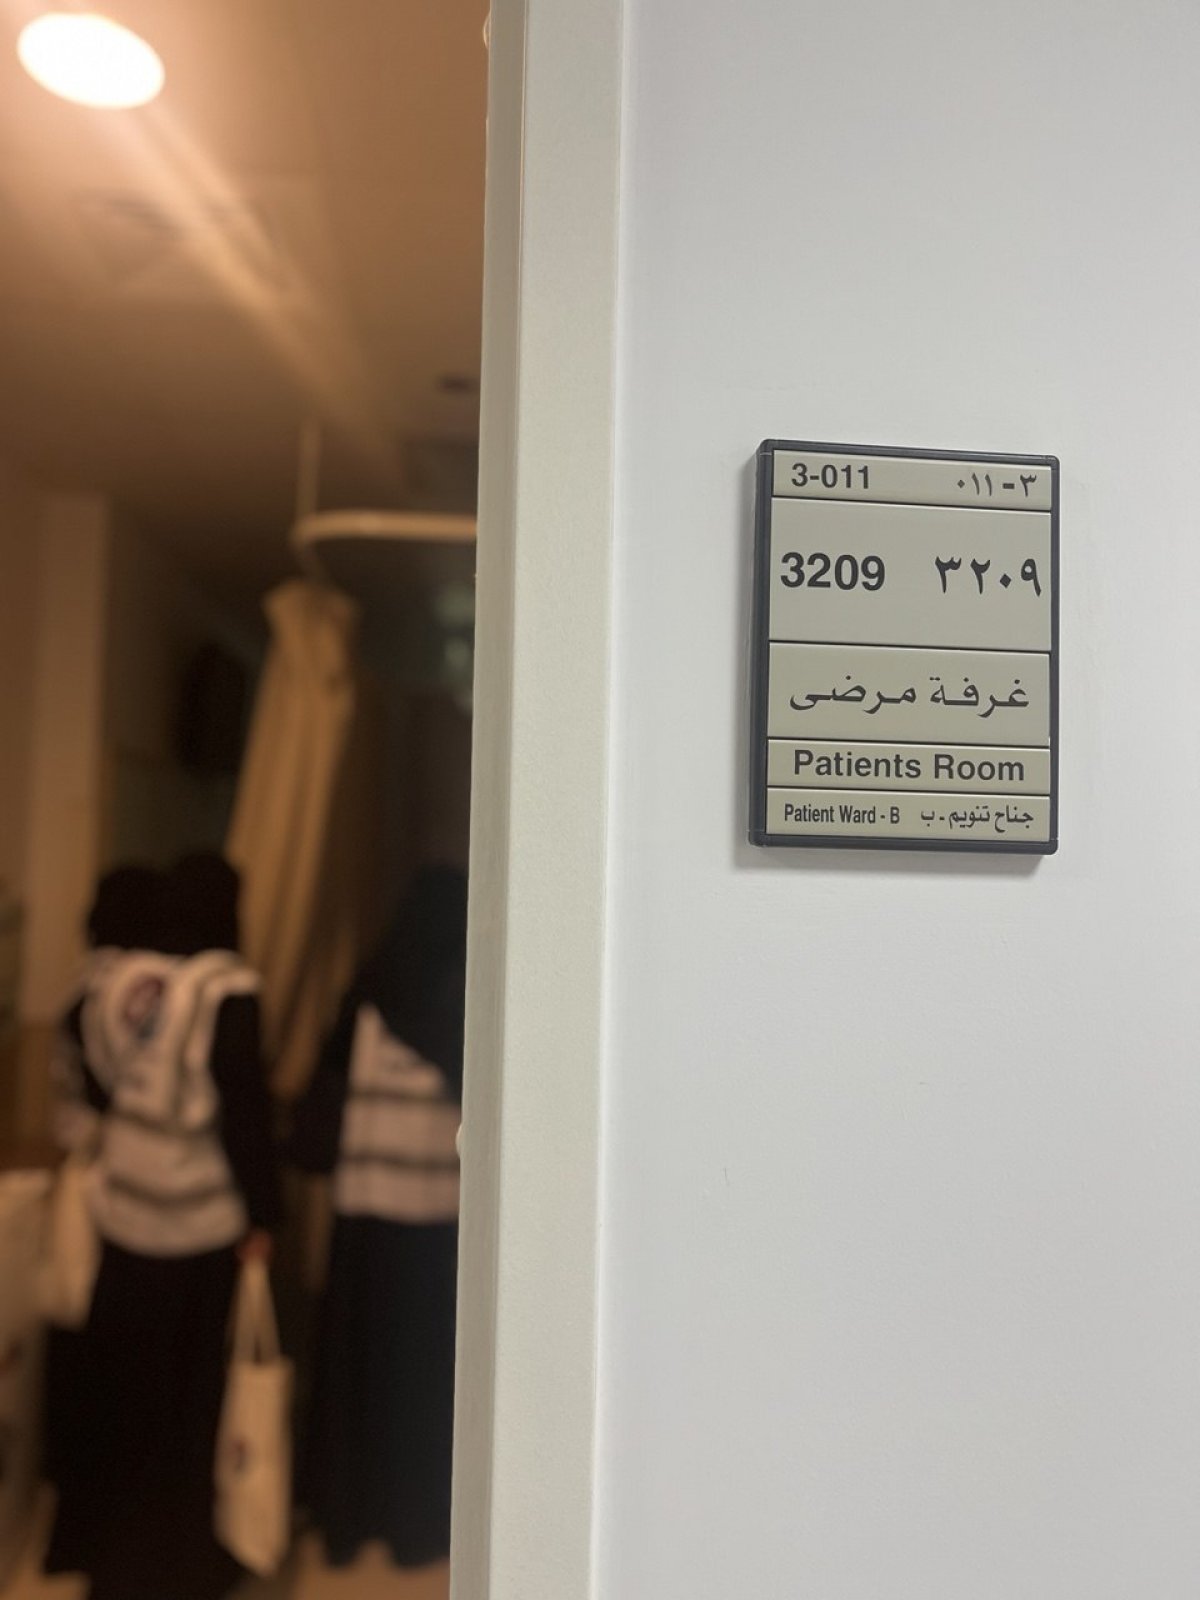 3-011 ٠١١-٣
3209 ٣٢٠٩
غرفة مرضى
Patients Room
Patient Ward - B جناح تنويم - ب